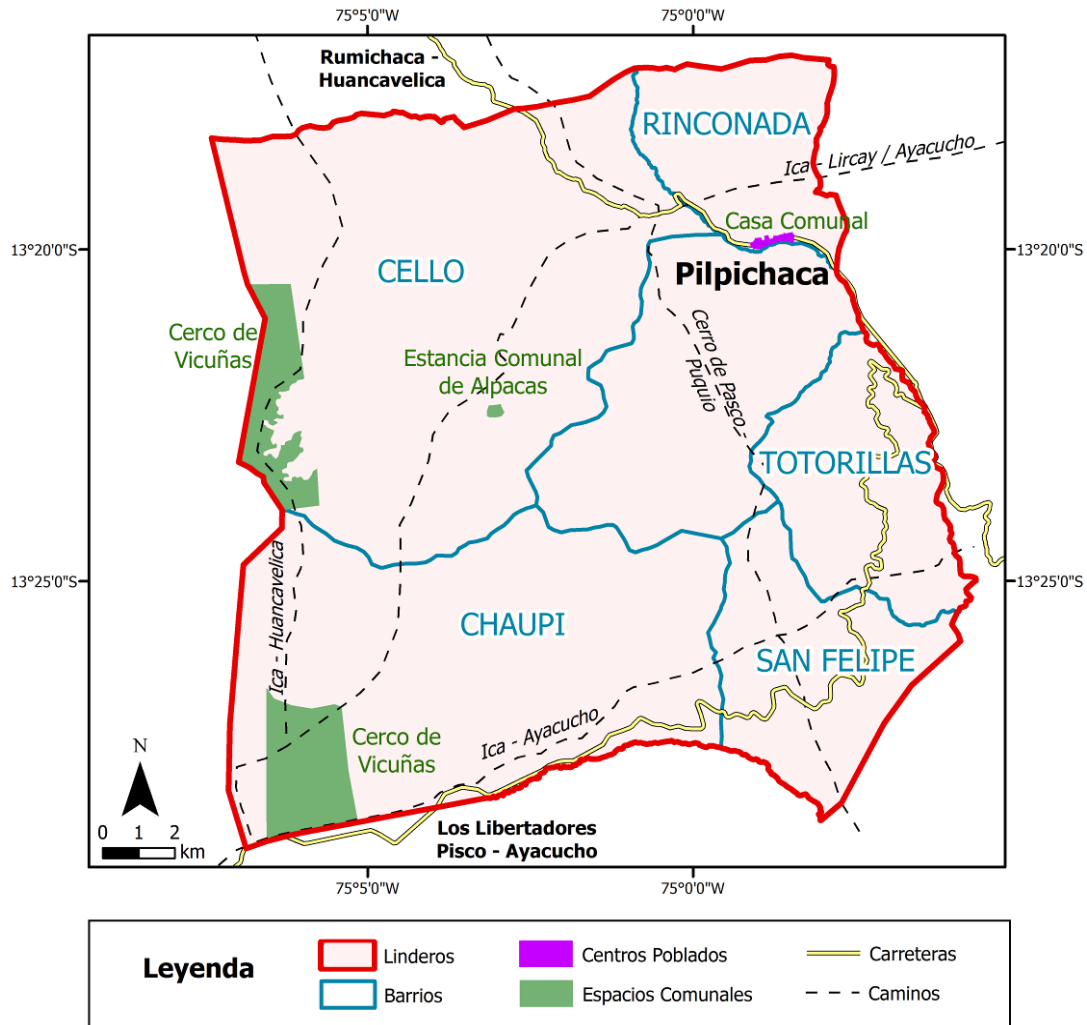 75°5'0"W
75°0'0"W
Rumichaca -
Huancavelica
RINCONADA
Ica - Lircay / Ayacucho
Casa Comunal
13°20'0"S
13°20'0"S
CELLO
Pilpichaca
Cerco de
Vicuñas
Estancia Comunal
de Alpacas
Cerro de Pasco
Puquio
TOTORILLAS
13°25'0"S
13°25'0"S
Ica - Huancavelica
CHAUPI
SAN FELIPE
Ica - Ayacucho
Cerco de
Vicuñas
N
0 1 2
km
Los Libertadores
Pisco - Ayacucho
75°5'0"W
75°0'0"W
Leyenda
Linderos
Centros Poblados
Carreteras
Barrios
Espacios Comunales
Caminos